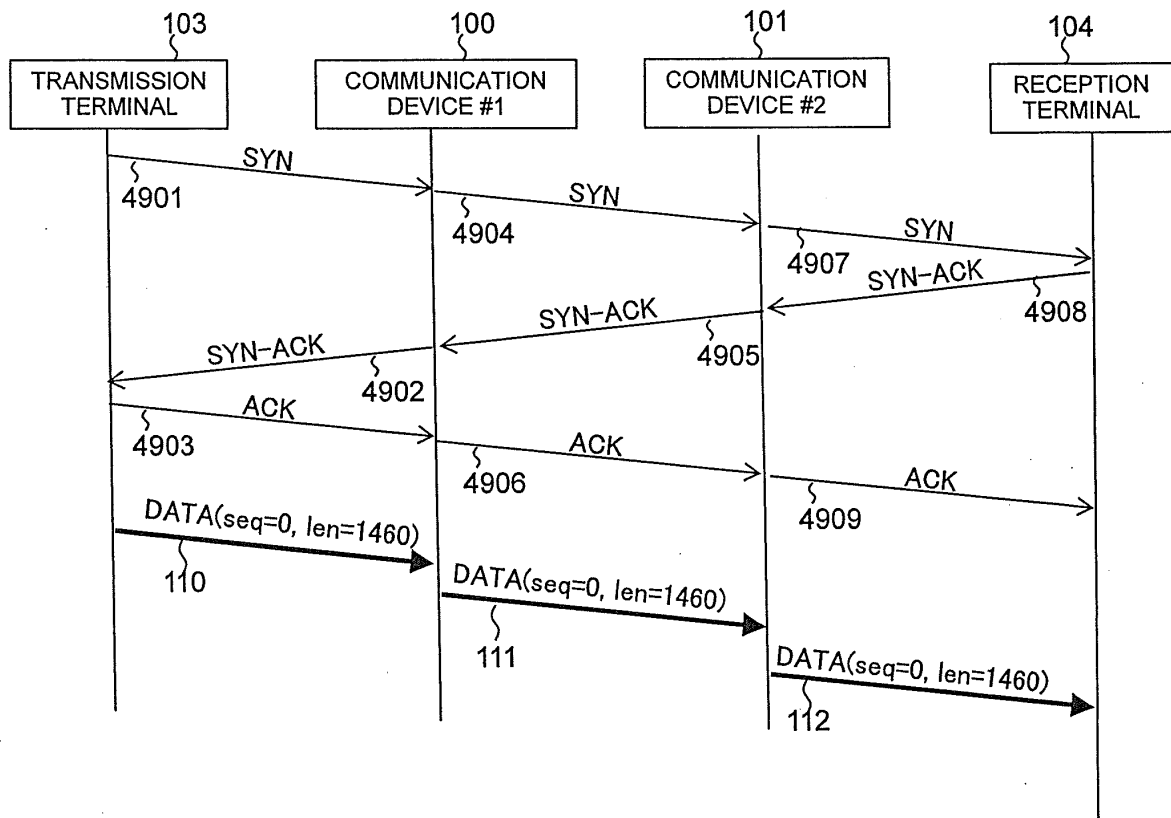 103
100
101
104
TRANSMISSION
TERMINAL
COMMUNICATION
DEVICE #1
COMMUNICATION
DEVICE #2
RECEPTION
TERMINAL
SYN
4901
SYN
4904
SYN
4907
SYN-ACK
4908
SYN-ACK
4905
SYN-ACK
4902
ACK
4903
ACK
4906
ACK
4909
DATA(seq=0, len=1460)
110
DATA(seq=0, len=1460)
111
DATA(seq=0, len=1460)
112